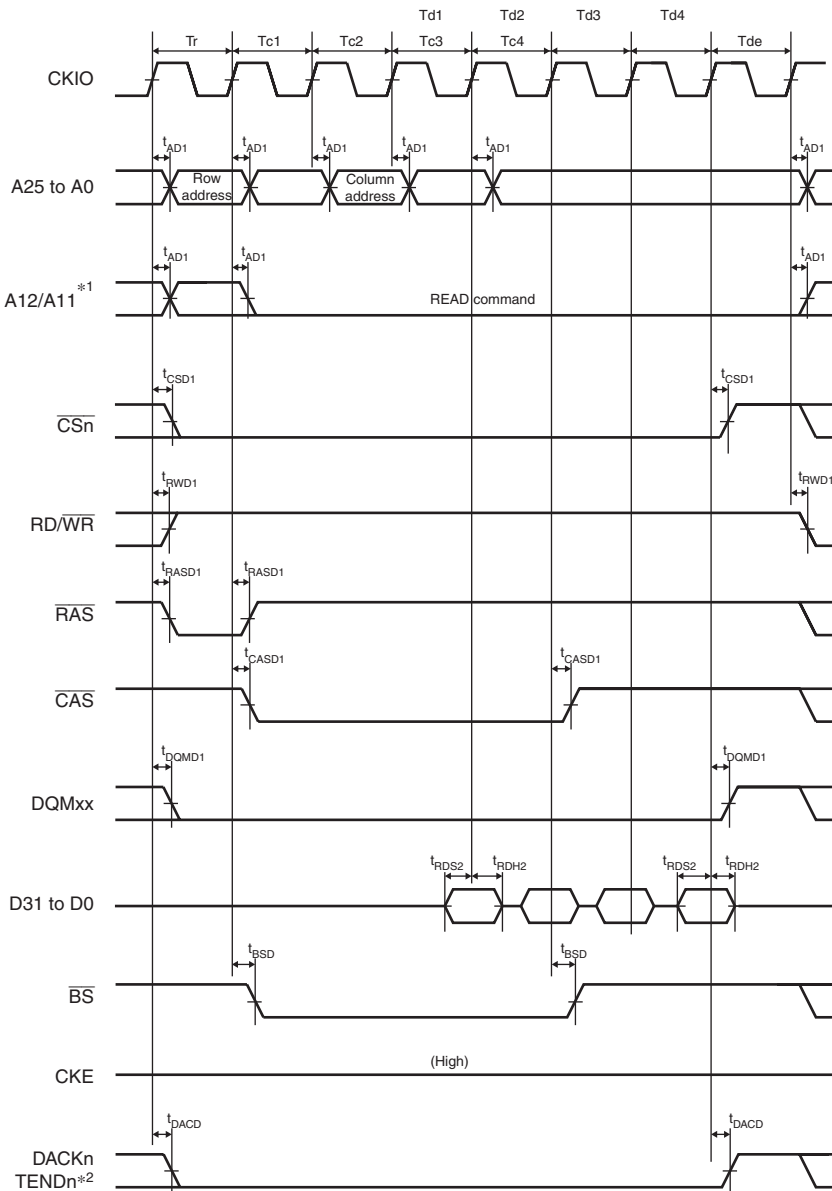 Td1 Td2 Td3 Td4
Tr Tc1 Tc2 Tc3 Tc4 Tde
CKIO
tAD1 tAD1 tAD1 tAD1 tAD1 tAD1
A25 to A0
Row address
Column address
tAD1 tAD1 tAD1
A12/A11*1
READ command
tCSD1 tCSD1
CSn
tRWD1 tRWD1
RD/WR
tRASD1 tRASD1
RAS
tCASD1 tCASD1
CAS
tDQMD1 tDQMD1
DQMxx
tRDS2 tRDH2 tRDS2 tRDH2
D31 to D0
tBSD tBSD
BS
(High)
CKE
tDACD tDACD
DACKn
TENDn*2